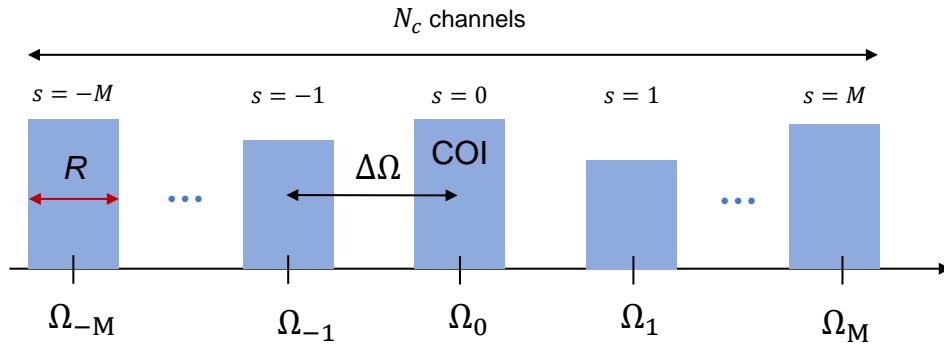 N_c channels
s = −M s = −1 s = 0 s = 1 s = M
R ... ΔΩ COI ...
Ω_{−M} Ω_{−1} Ω_0 Ω_1 Ω_M